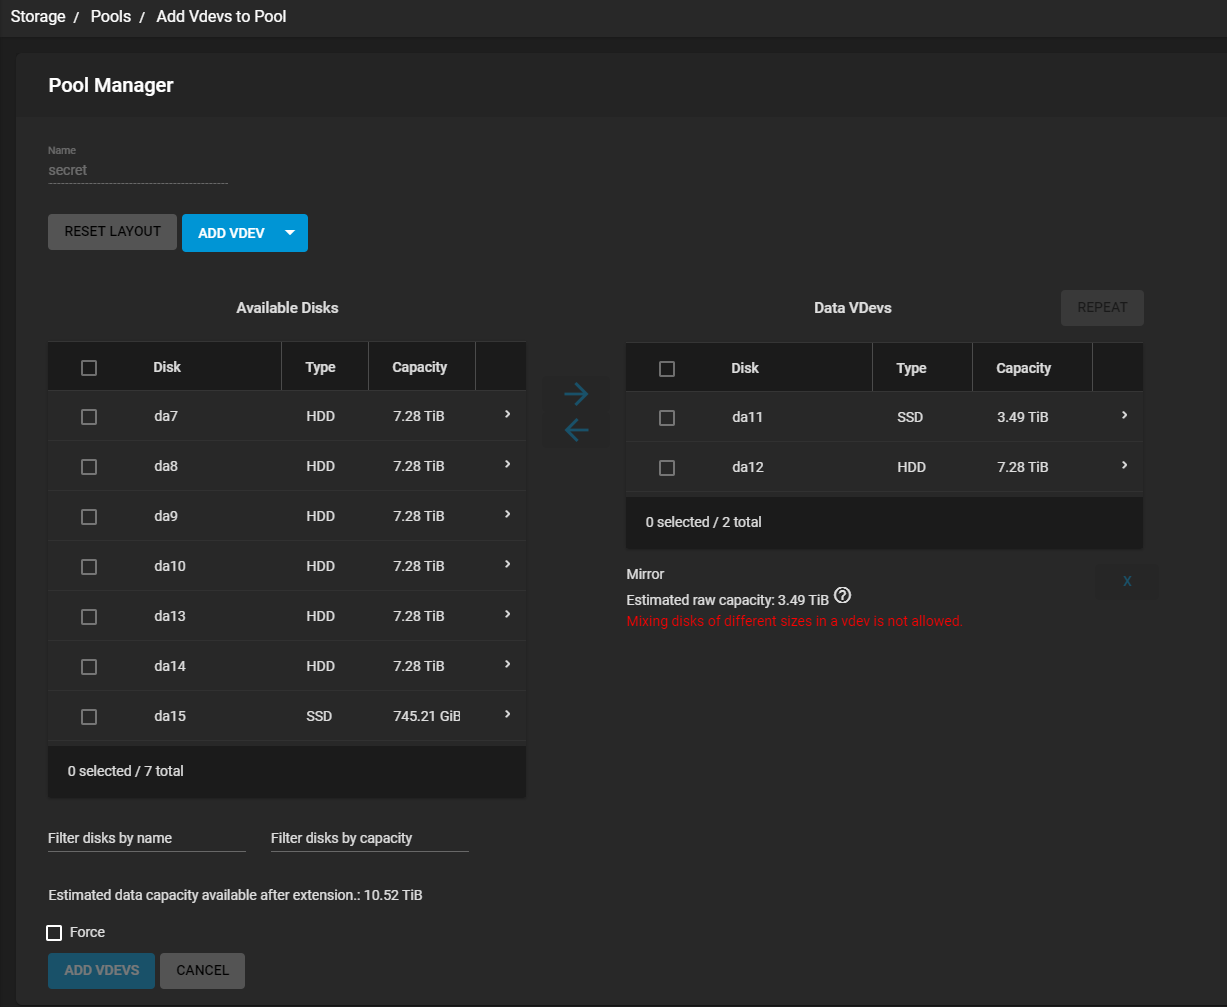 Storage / Pools / Add Vdevs to Pool
Pool Manager
Name
secret
RESET LAYOUT ADD VDEV
Available Disks
Disk Type Capacity
da7 HDD 7.28 TiB
da8 HDD 7.28 TiB
da9 HDD 7.28 TiB
da10 HDD 7.28 TiB
da13 HDD 7.28 TiB
da14 HDD 7.28 TiB
da15 SSD 745.21 GiB
0 selected / 7 total
Filter disks by name Filter disks by capacity
Data VDevs REPEAT
Disk Type Capacity
da11 SSD 3.49 TiB
da12 HDD 7.28 TiB
0 selected / 2 total
Mirror X
Estimated raw capacity: 3.49 TiB ?
Mixing disks of different sizes in a vdev is not allowed.
Estimated data capacity available after extension.: 10.52 TiB
Force
ADD VDEVS CANCEL